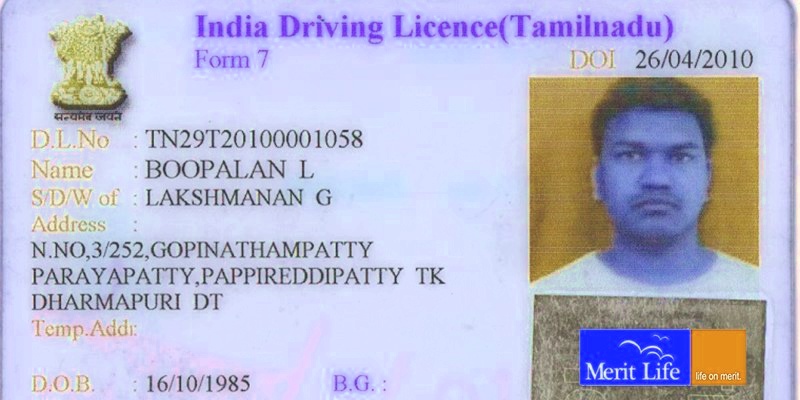 India Driving Licence(Tamilnadu)
Form 7
DOI 26/04/2010
सत्यमेव जयते
D.L.No : TN29T20100001058
Name : BOOPALAN L
S/D/W of : LAKSHMANAN G
Address :
N.NO,3/252,GOPINATHAMPATTY
PARAYAPATTY,PAPPIREDDIPATTY TK
DHARMAPURI DT
Temp.Add:
D.O.B. : 16/10/1985 B.G. :
Merit Life
life on merit.